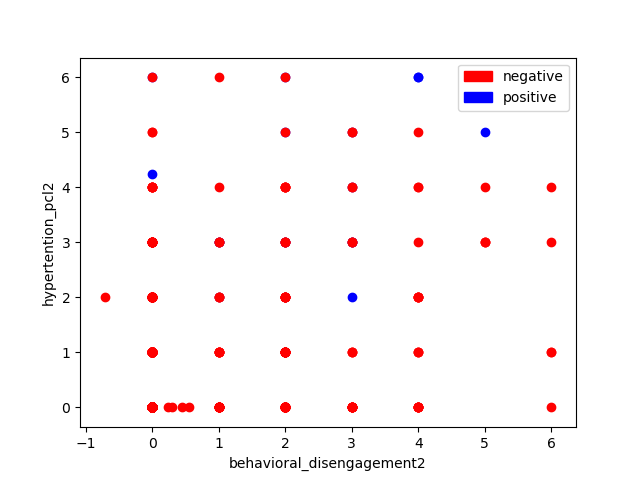 negative
positive
6
5
4
3
2
1
0
hypertention_pcl2
−1 0 1 2 3 4 5 6
behavioral_disengagement2